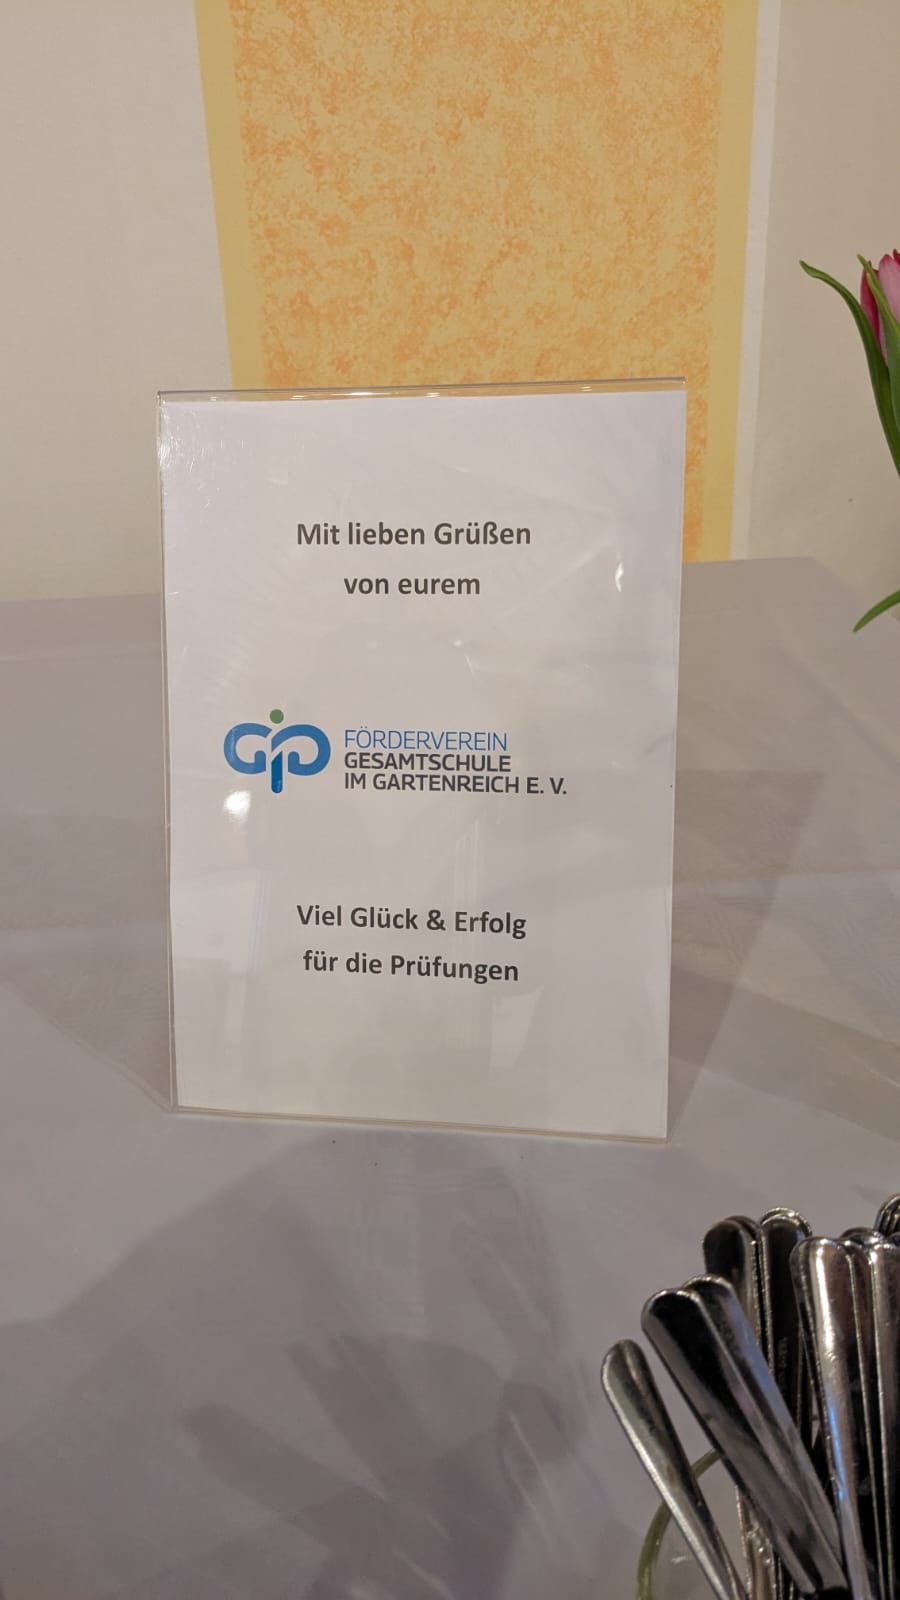 Mit lieben Grüßen
von eurem
FÖRDERVEREIN
GESAMTSCHULE
IM GARTENREICH E. V.
Viel Glück & Erfolg
für die Prüfungen